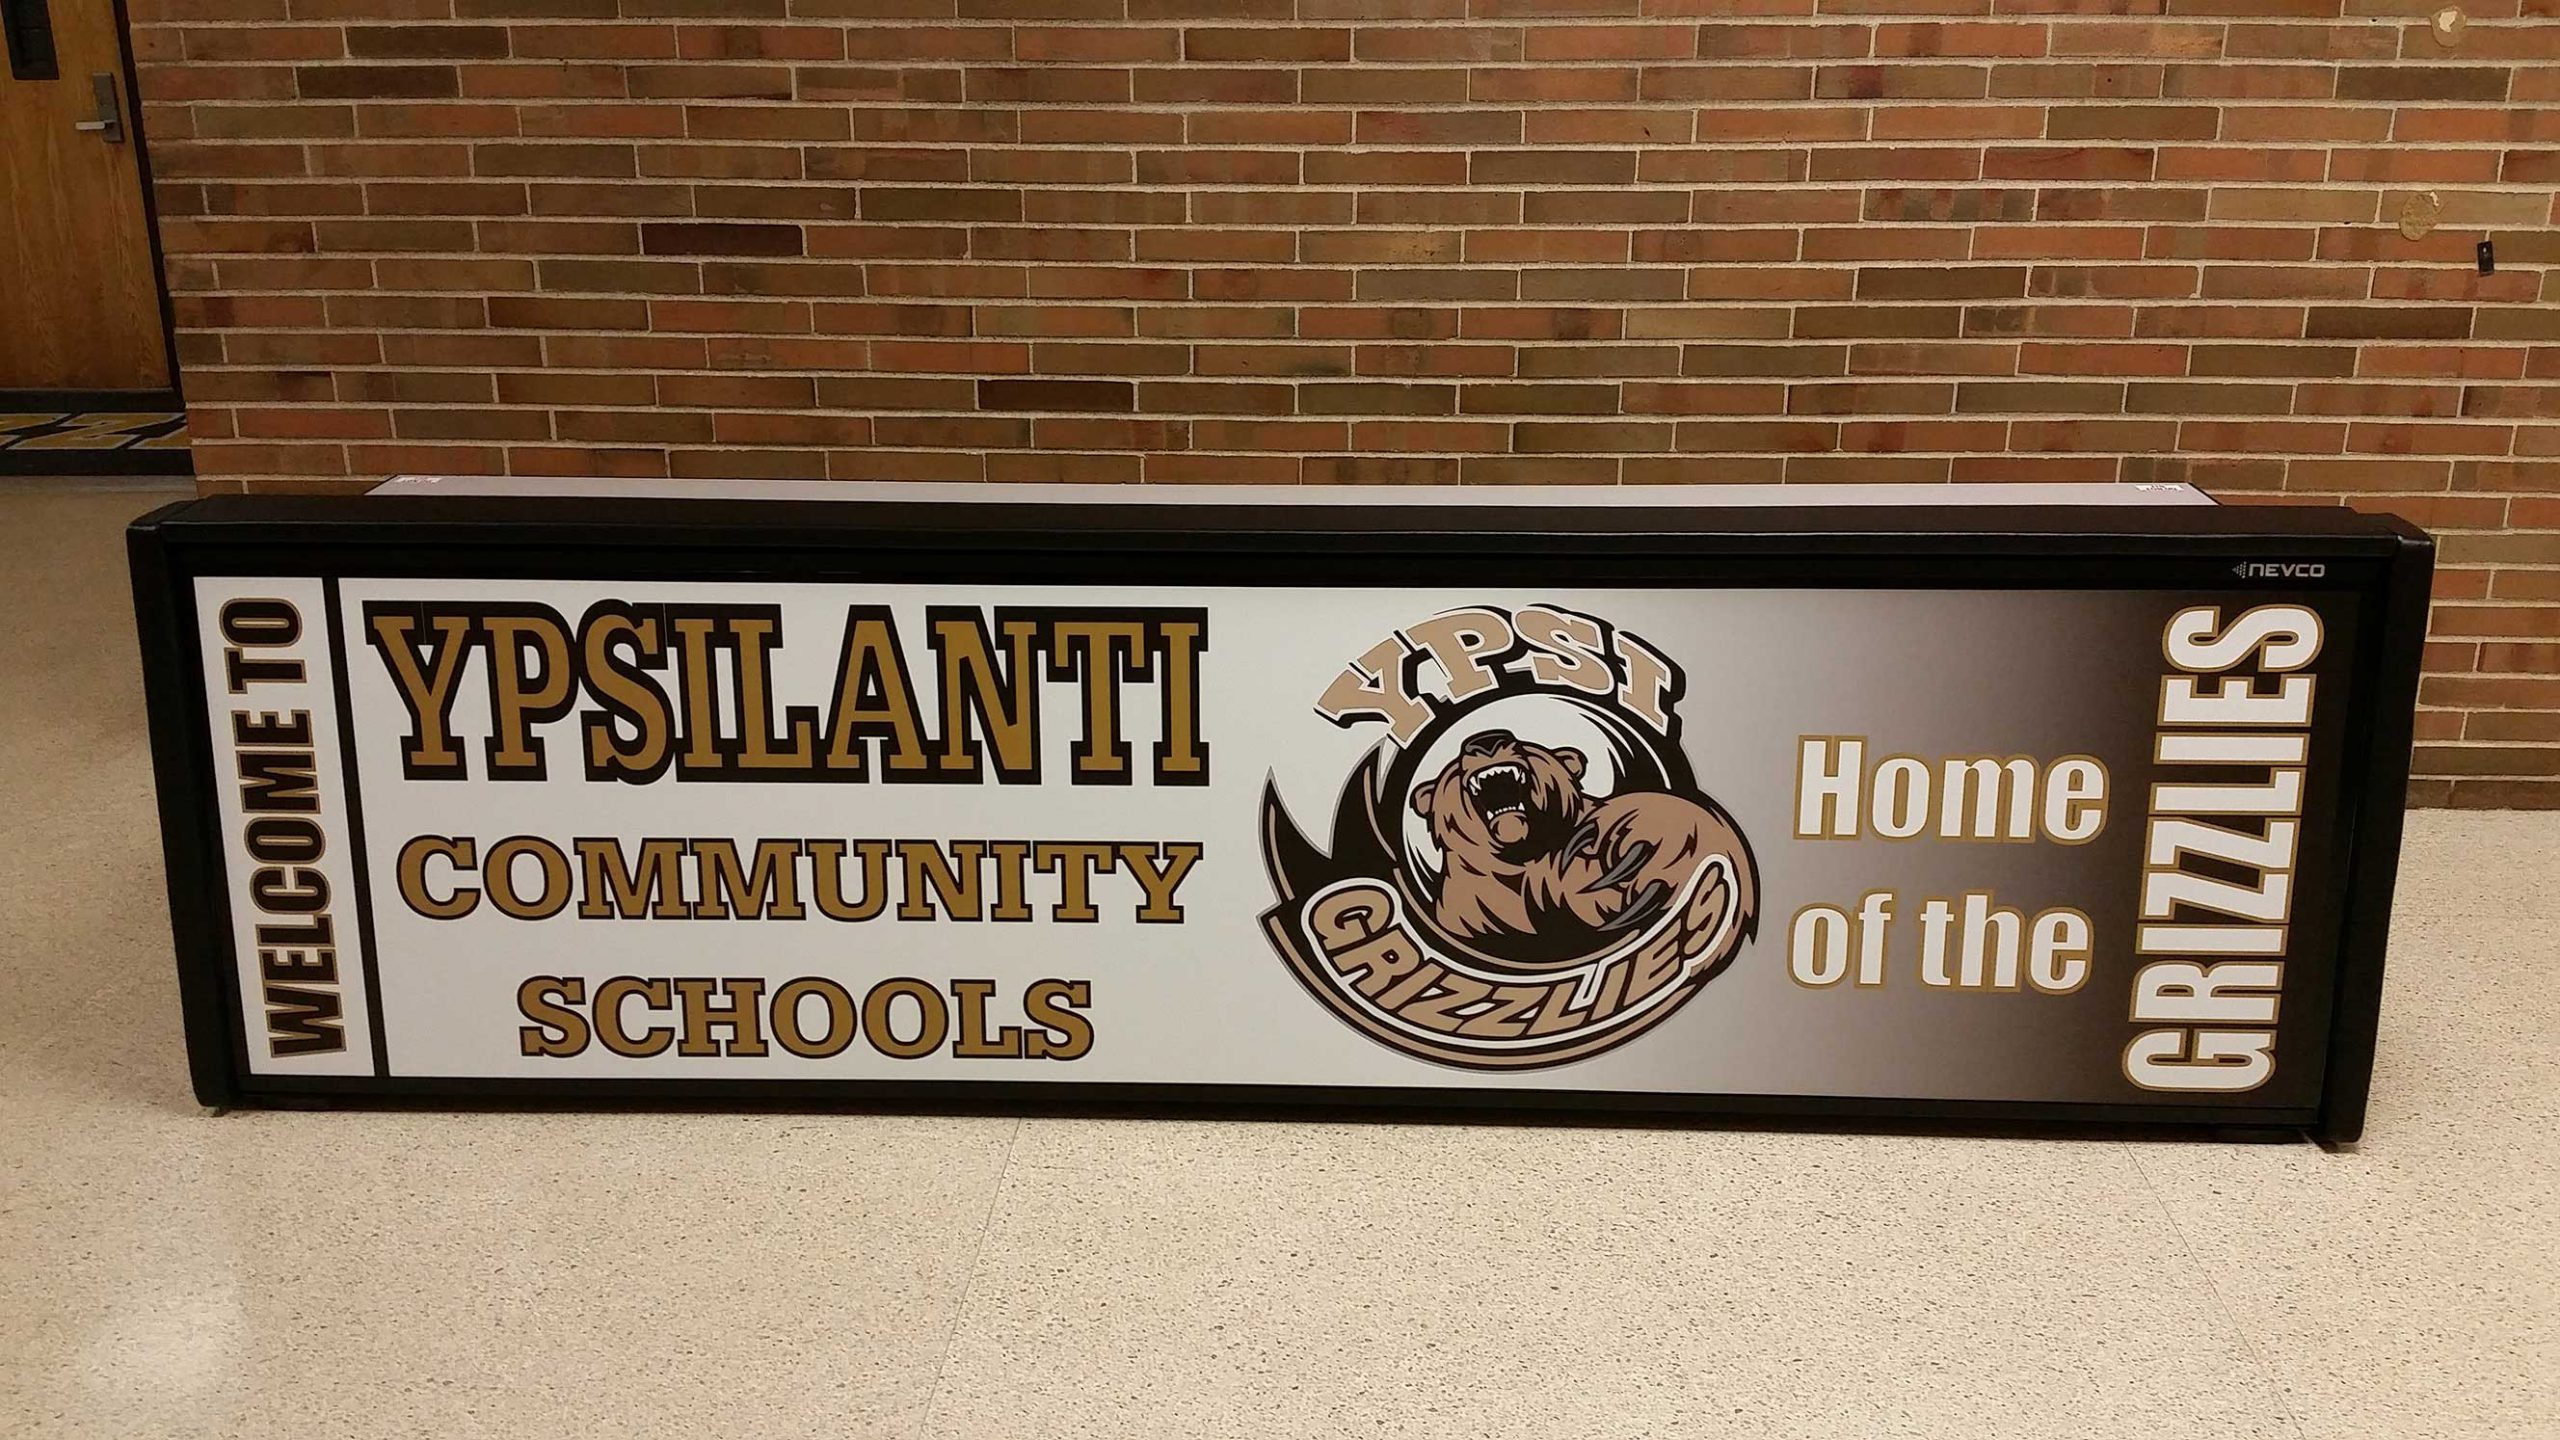 WELCOME TO
YPSILANTI
COMMUNITY
SCHOOLS
YPSI
GRIZZLIES
Home
of the
GRIZZLIES
NEVCO